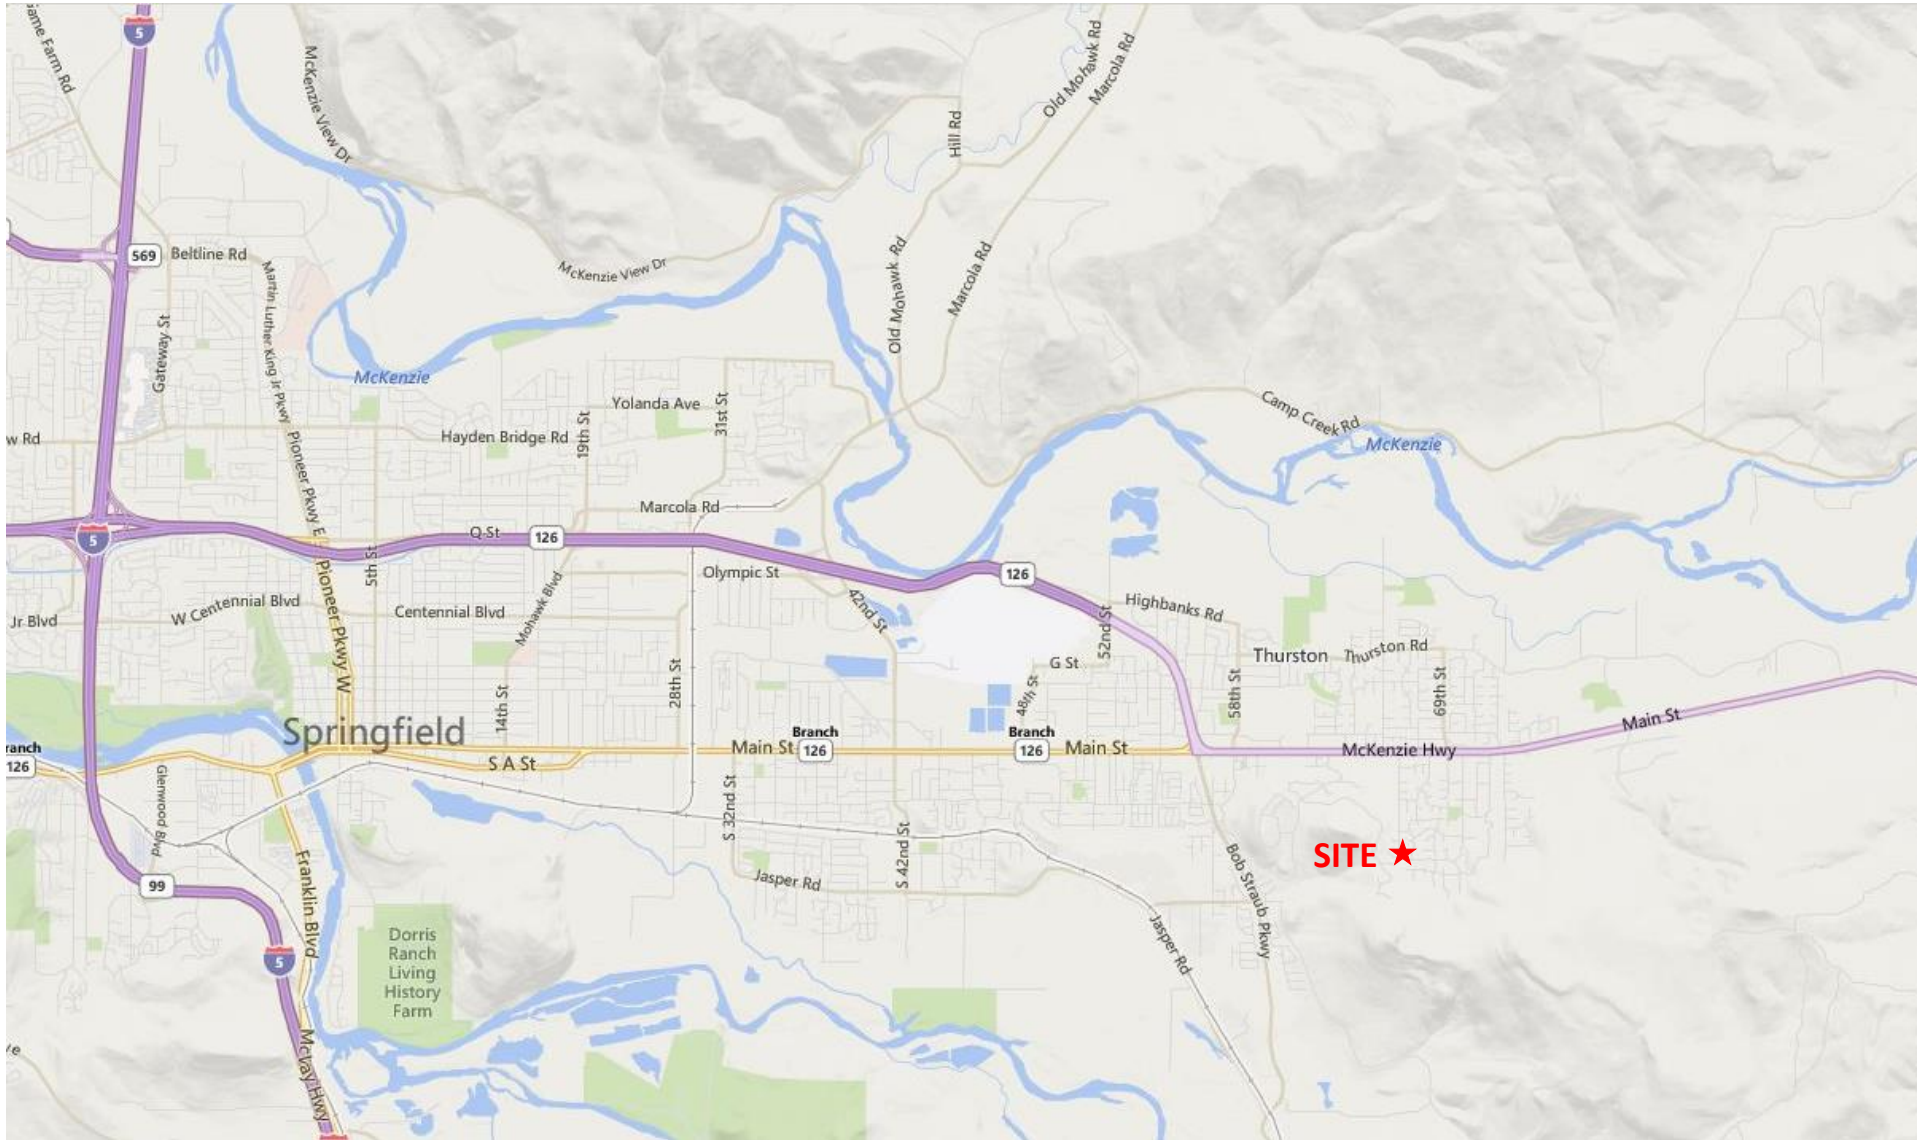 Game Farm Rd
5
McKenzie View Dr
Old Mohawk Rd
Marcola Rd
Hill Rd
569
Beltline Rd
Martin Luther King Jr Pkwy
McKenzie View Dr
Old Mohawk Rd
Marcola Rd
Gateway St
McKenzie
Yolanda Ave
31st St
19th St
Camp Creek Rd
McKenzie
w Rd
Hayden Bridge Rd
Pioneer Pkwy E
Marcola Rd
5
Q St
126
5th St
Olympic St
126
Pioneer Pkwy W
Mohawk Blvd
42nd St
52nd St
Highbanks Rd
Jr Blvd
W Centennial Blvd
Centennial Blvd
G St
Thurston
Thurston Rd
28th St
14th St
48th St
58th St
69th St
Springfield
Main St
Branch
126
Branch
126
Main St
McKenzie Hwy
Main St
ranch
126
S A St
Glenwood Blvd
S 32nd St
S 42nd St
SITE
Bob Straub Pkwy
Jasper Rd
99
Franklin Blvd
Jasper Rd
Dorris
Ranch
Living
History
Farm
5
McVay Hwy